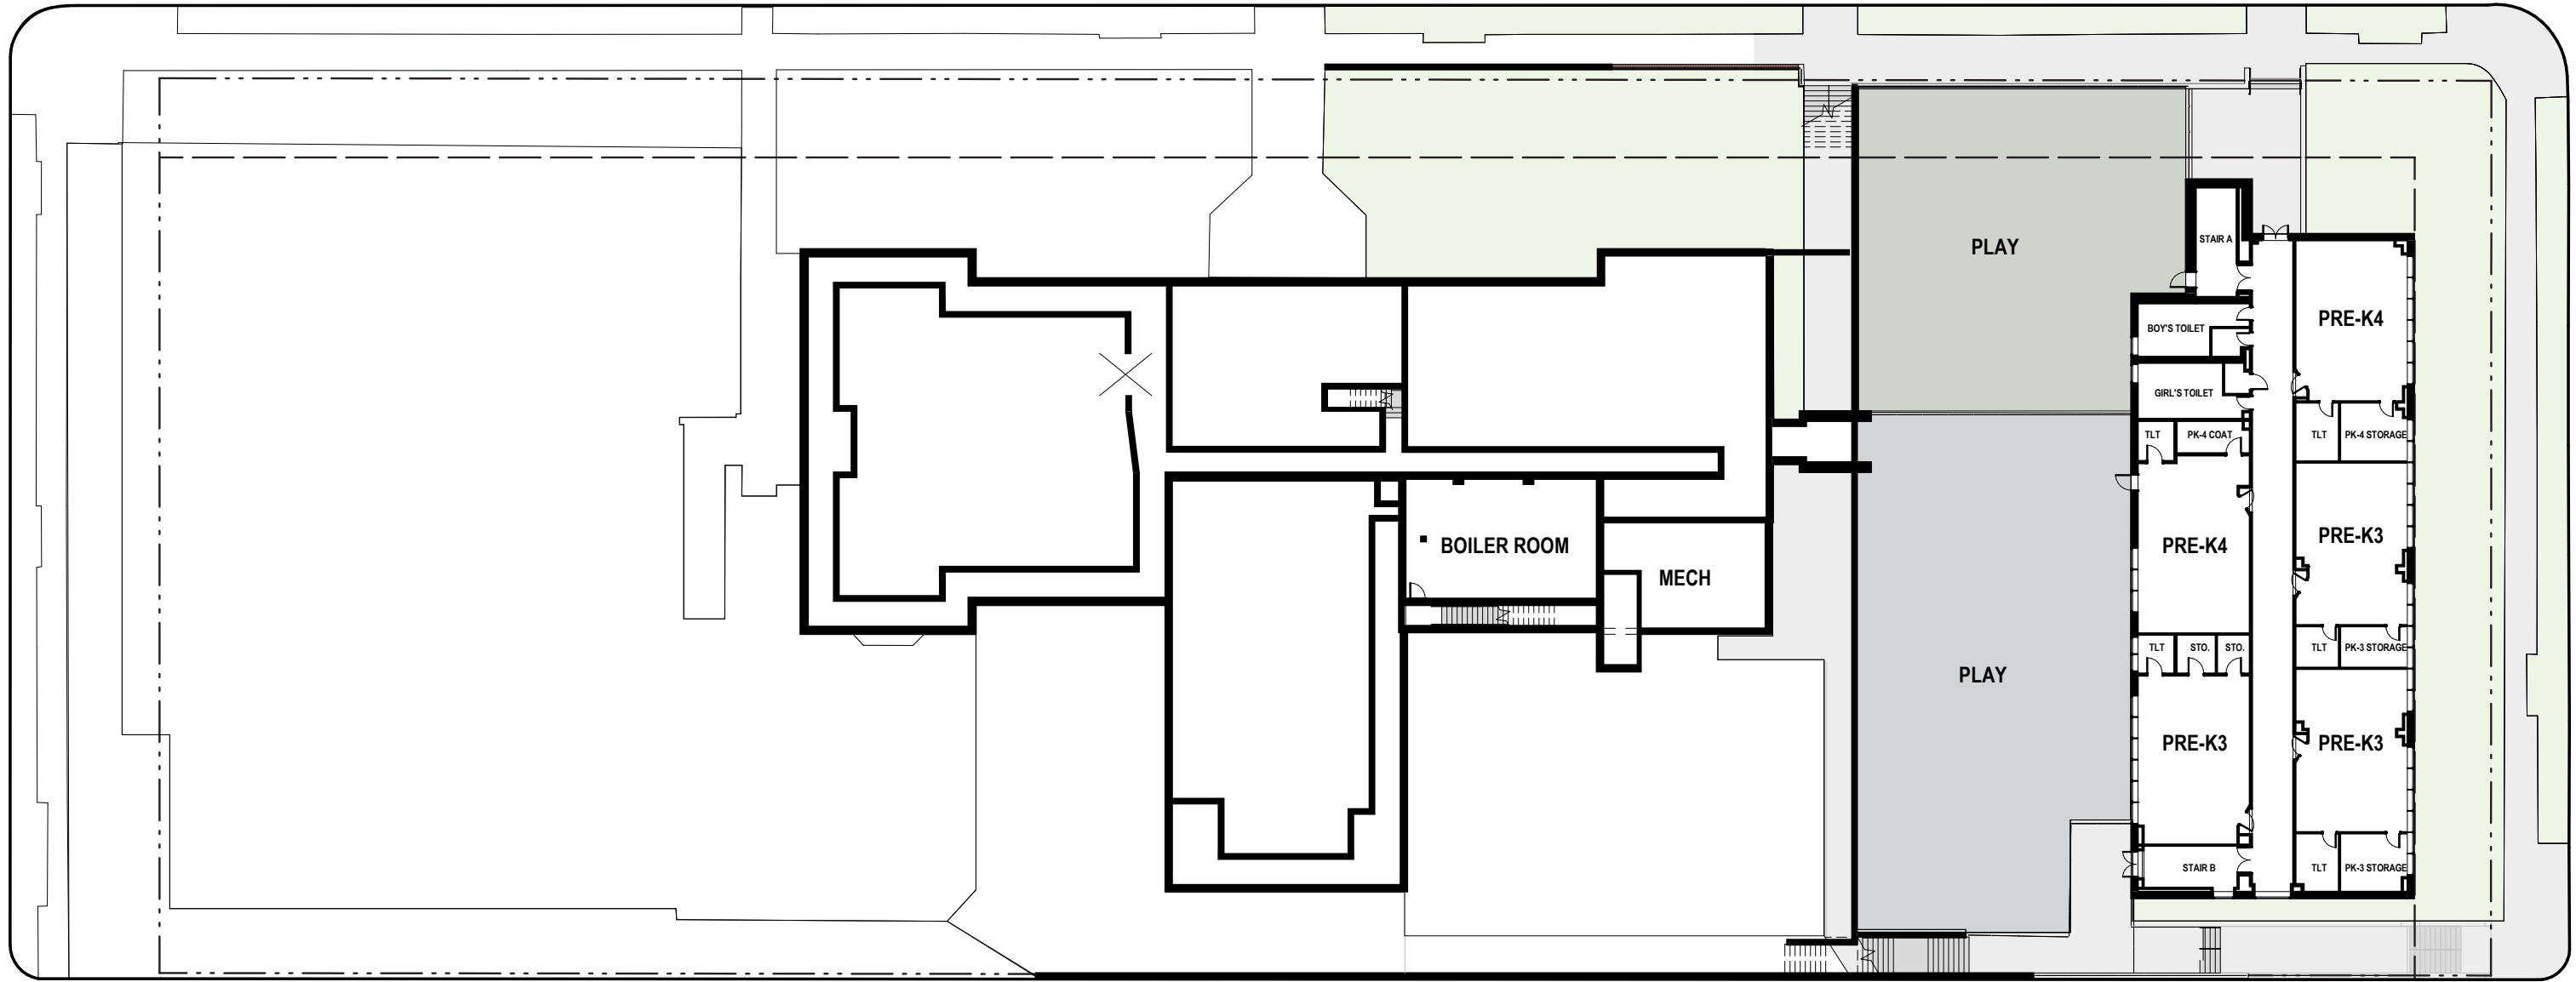 STAIR A
PLAY
PRE-K4
BOY'S TOILET
GIRL'S TOILET
TLT
PK-4 COAT
TLT
PK-4 STORAGE
PRE-K3
PRE-K4
BOILER ROOM
MECH
TLT
STO.
STO.
TLT
PK-3 STORAGE
PLAY
PRE-K3
PRE-K3
STAIR B
TLT
PK-3 STORAGE